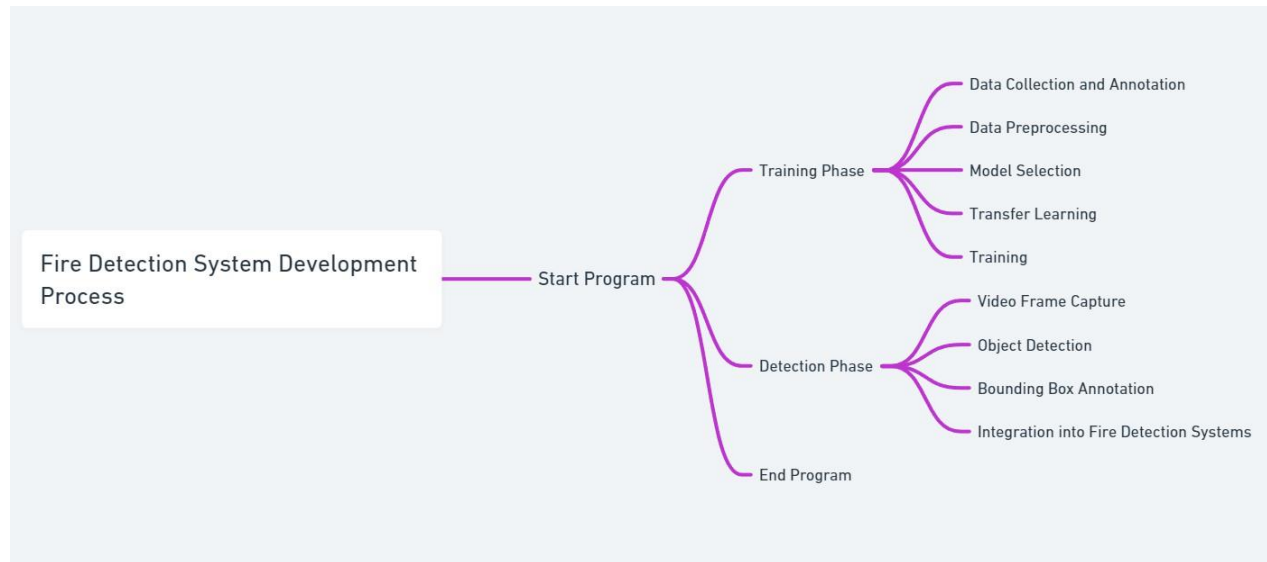 Fire Detection System Development
Process
Start Program
Training Phase
Data Collection and Annotation
Data Preprocessing
Model Selection
Transfer Learning
Training
Detection Phase
Video Frame Capture
Object Detection
Bounding Box Annotation
Integration into Fire Detection Systems
End Program